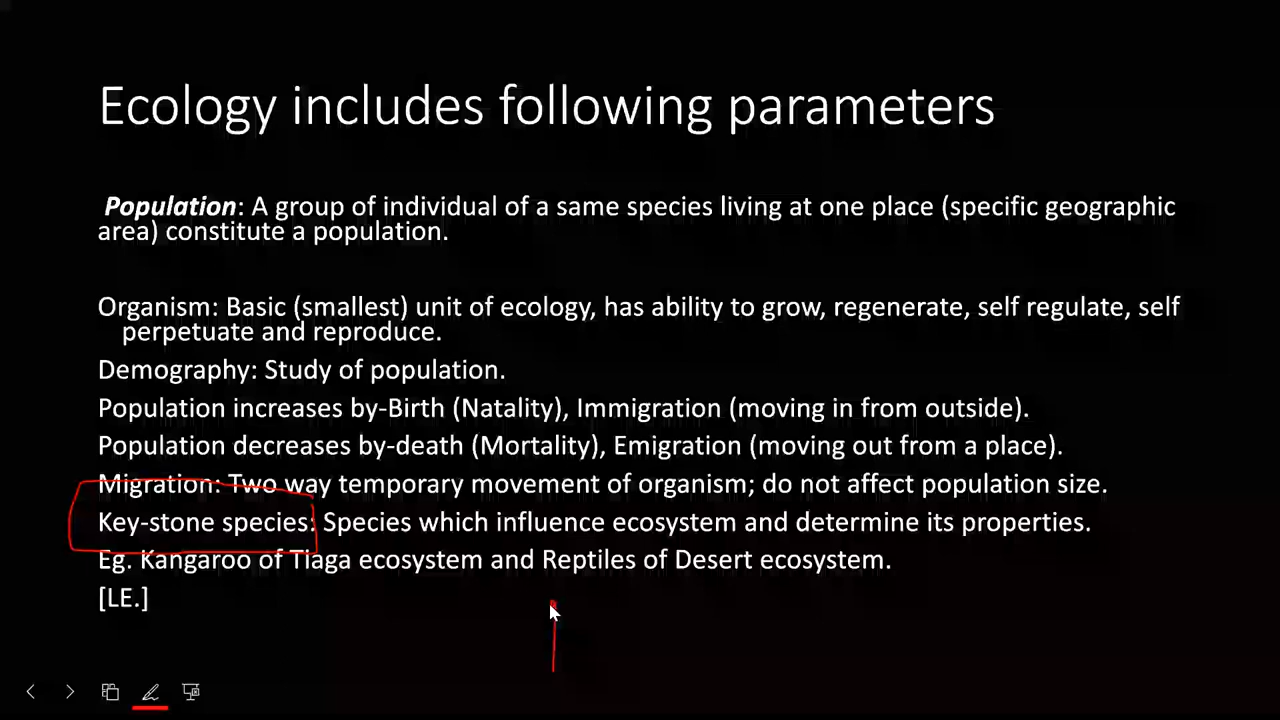 Ecology includes following parameters
Population: A group of individual of a same species living at one place (specific geographic
area) constitute a population.
Organism: Basic (smallest) unit of ecology, has ability to grow, regenerate, self regulate, self
perpetuate and reproduce.
Demography: Study of population.
Population increases by-Birth (Natality), Immigration (moving in from outside).
Population decreases by-death (Mortality), Emigration (moving out from a place).
Migration: Two way temporary movement of organism; do not affect population size.
Key-stone species: Species which influence ecosystem and determine its properties.
Eg. Kangaroo of Tiaga ecosystem and Reptiles of Desert ecosystem.
[LE.]